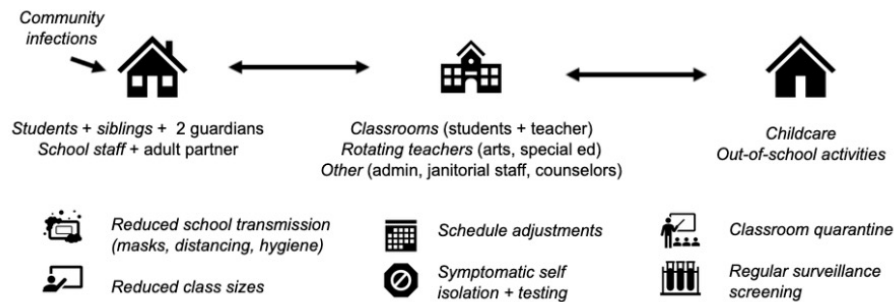 Community
infections
Students + siblings + 2 guardians
School staff + adult partner
Classrooms (students + teacher)
Rotating teachers (arts, special ed)
Other (admin, janitorial staff, counselors)
Childcare
Out-of-school activities
Reduced school transmission
(masks, distancing, hygiene)
Schedule adjustments
Classroom quarantine
Reduced class sizes
Symptomatic self
isolation + testing
Regular surveillance
screening